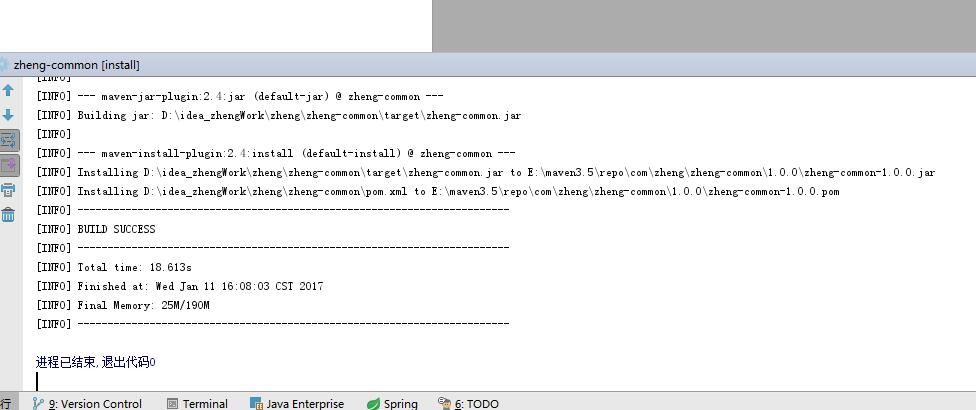 zheng-common [install]
[INFO]
[INFO] --- maven-jar-plugin:2.4:jar (default-jar) @ zheng-common ---
[INFO] Building jar: D:\idea_zhengWork\zheng\zheng-common\target\zheng-common.jar
[INFO]
[INFO] --- maven-install-plugin:2.4:install (default-install) @ zheng-common ---
[INFO] Installing D:\idea_zhengWork\zheng\zheng-common\target\zheng-common.jar to E:\maven3.5\repo\com\zheng\zheng-common\1.0.0\zheng-common-1.0.0.jar
[INFO] Installing D:\idea_zhengWork\zheng\zheng-common\pom.xml to E:\maven3.5\repo\com\zheng\zheng-common\1.0.0\zheng-common-1.0.0.pom
[INFO] ------------------------------------------------------------------------
[INFO] BUILD SUCCESS
[INFO] ------------------------------------------------------------------------
[INFO] Total time: 18.613s
[INFO] Finished at: Wed Jan 11 16:08:03 CST 2017
[INFO] Final Memory: 25M/190M
[INFO] ------------------------------------------------------------------------
进程已结束,退出代码0
行 9: Version Control Terminal Java Enterprise Spring 6: TODO